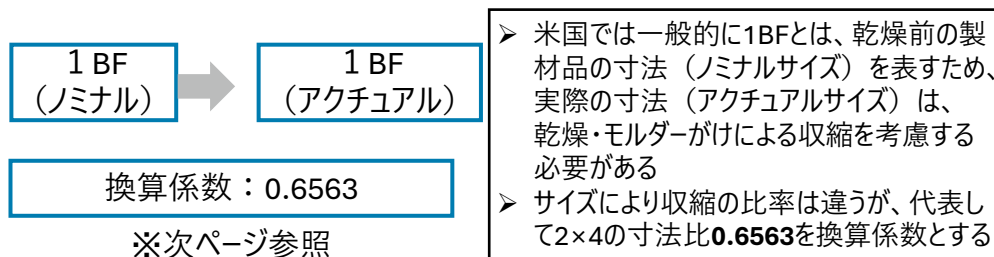 1 BF
（ノミナル）
1 BF
（アクチュアル）
換算係数：0.6563
※次ページ参照
➢ 米国では一般的に1BFとは、乾燥前の製
材品の寸法（ノミナルサイズ）を表すため、
実際の寸法（アクチュアルサイズ）は、
乾燥・モルダーがけによる収縮を考慮する
必要がある
➢ サイズにより収縮の比率は違うが、代表し
て2×4の寸法比0.6563を換算係数とする